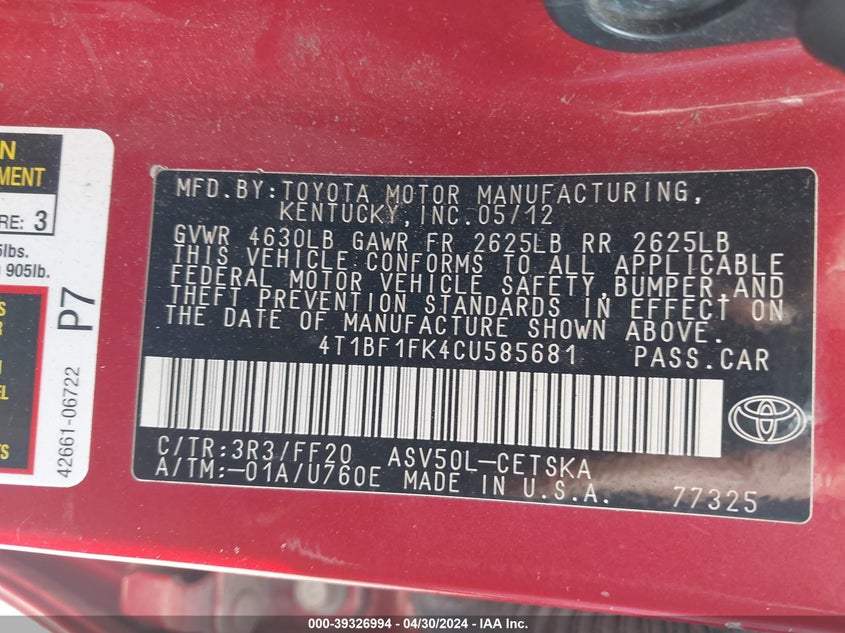 N
MENT
RE: 3
lbs.
905lb.
S
R
EL
TS
P7
42661-06722
MFD.BY:TOYOTA MOTOR MANUFACTURING,
KENTUCKY,INC.05/12
GVWR 4630LB GAWR FR 2625LB RR 2625LB
THIS VEHICLE CONFORMS TO ALL APPLICABLE
FEDERAL MOTOR VEHICLE SAFETY,BUMPER,AND
THEFT PREVENTION STANDARDS IN EFFECT ON
THE DATE OF MANUFACTURE SHOWN ABOVE.
4T1BF1FK4CU585681 PASS.CAR
C/TR:3R3/FF20 ASV50L-CETSKA
A/TM:-01A/U760E MADE IN U.S.A. 77325
000-39326994 - 04/30/2024 - IAA Inc.